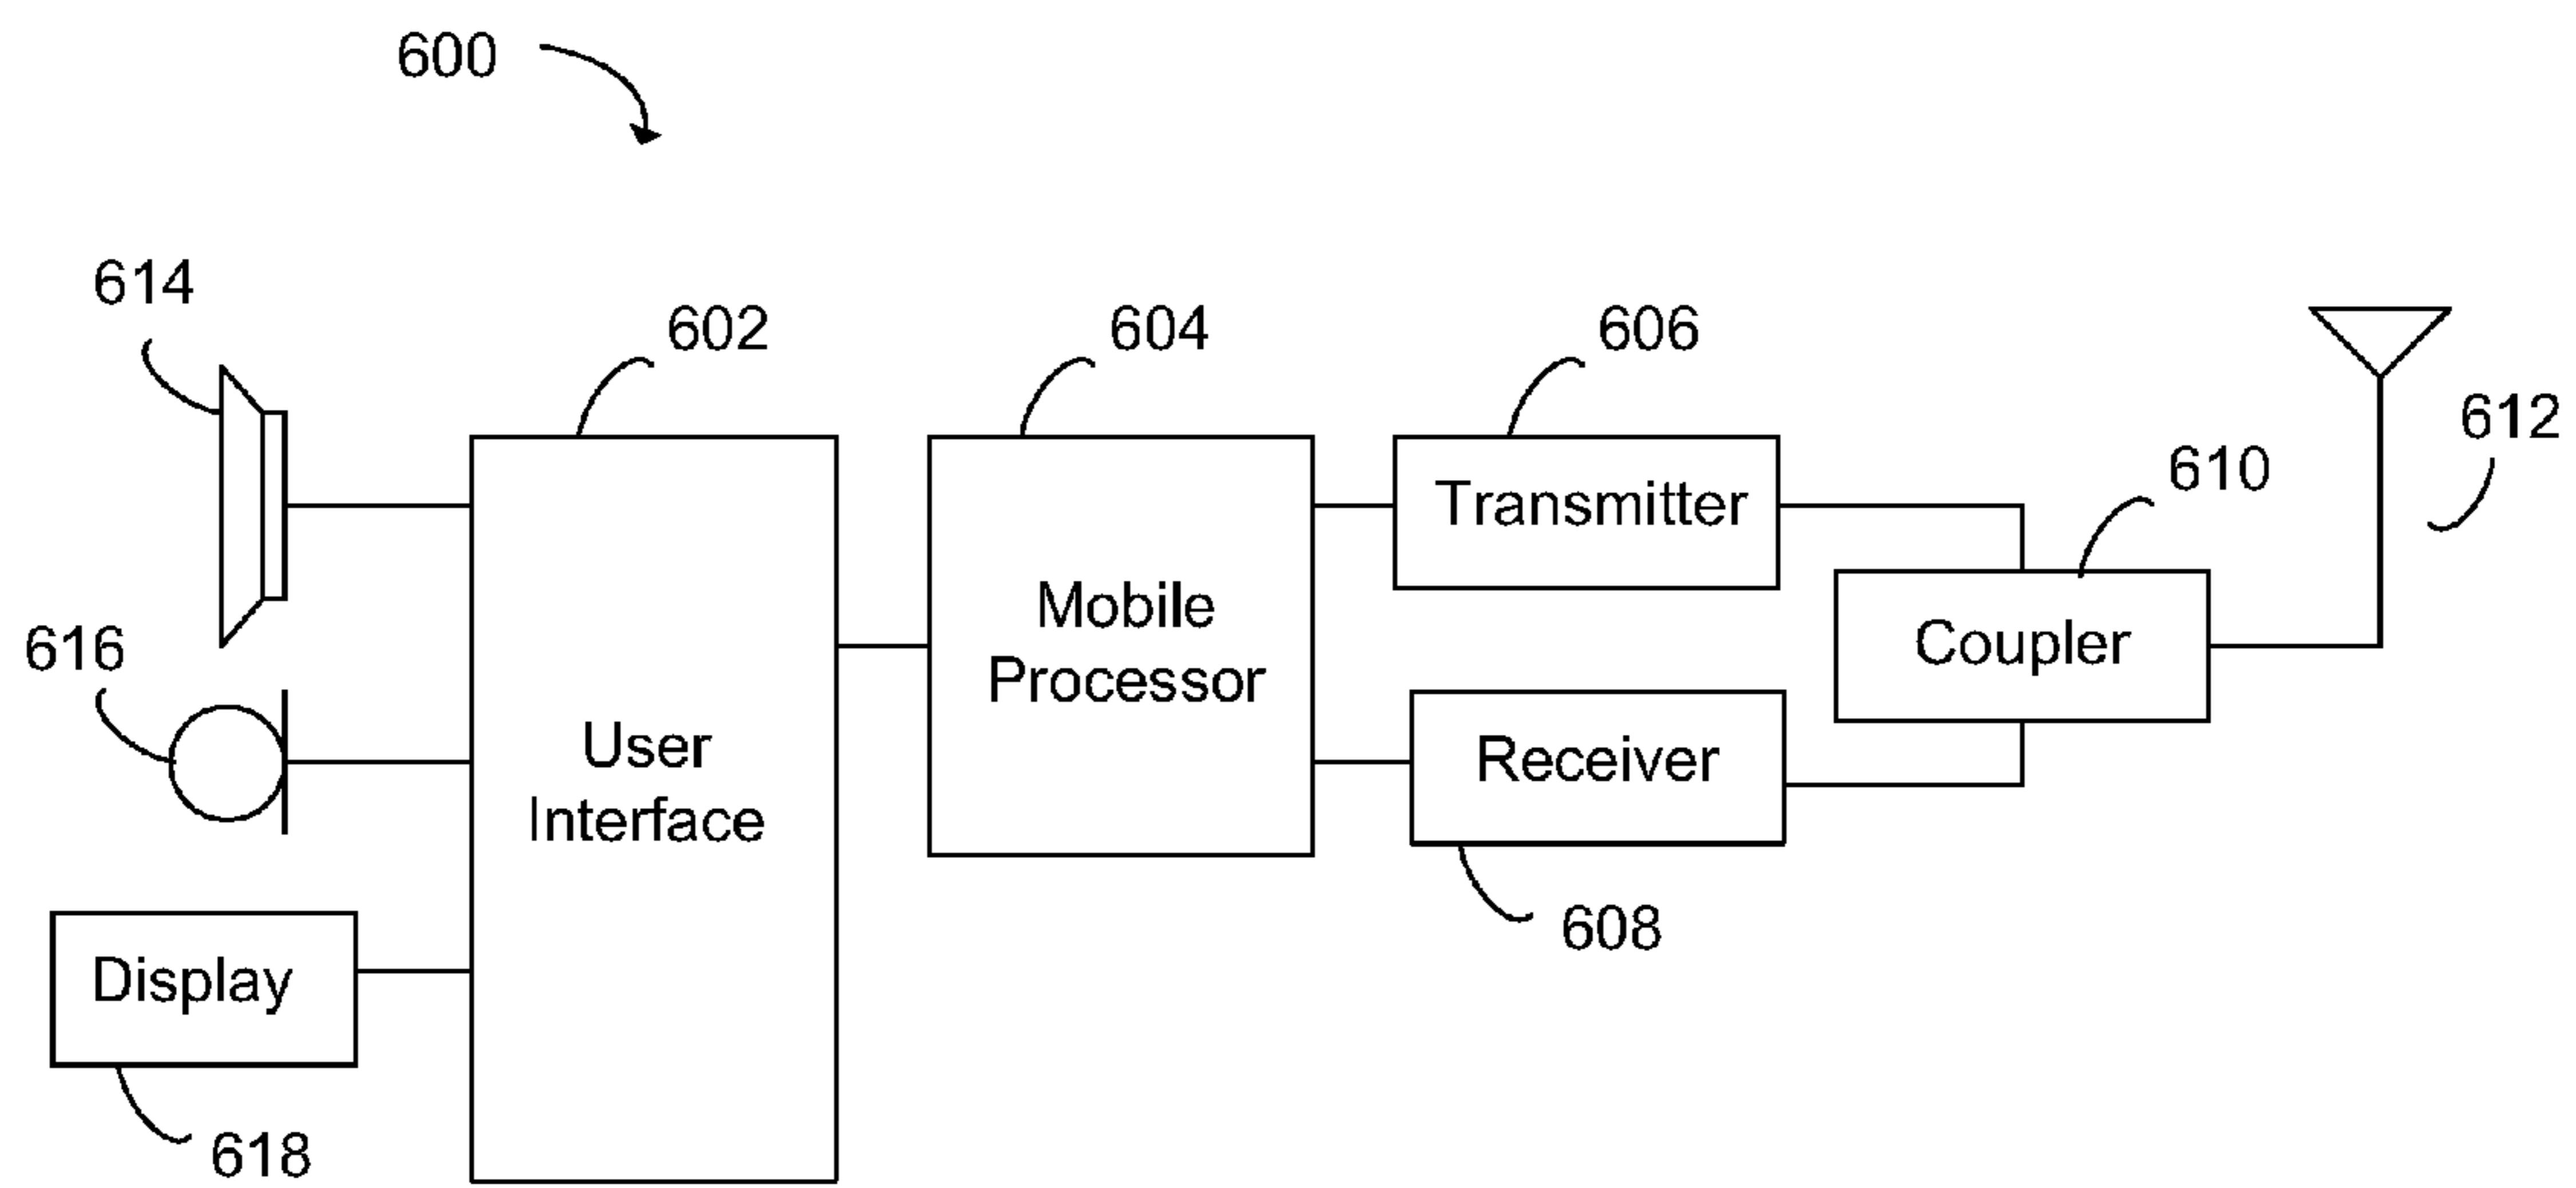 600
614
602
604
606
612
610
Transmitter
Mobile
Processor
Coupler
616
User
Interface
Receiver
608
Display
618